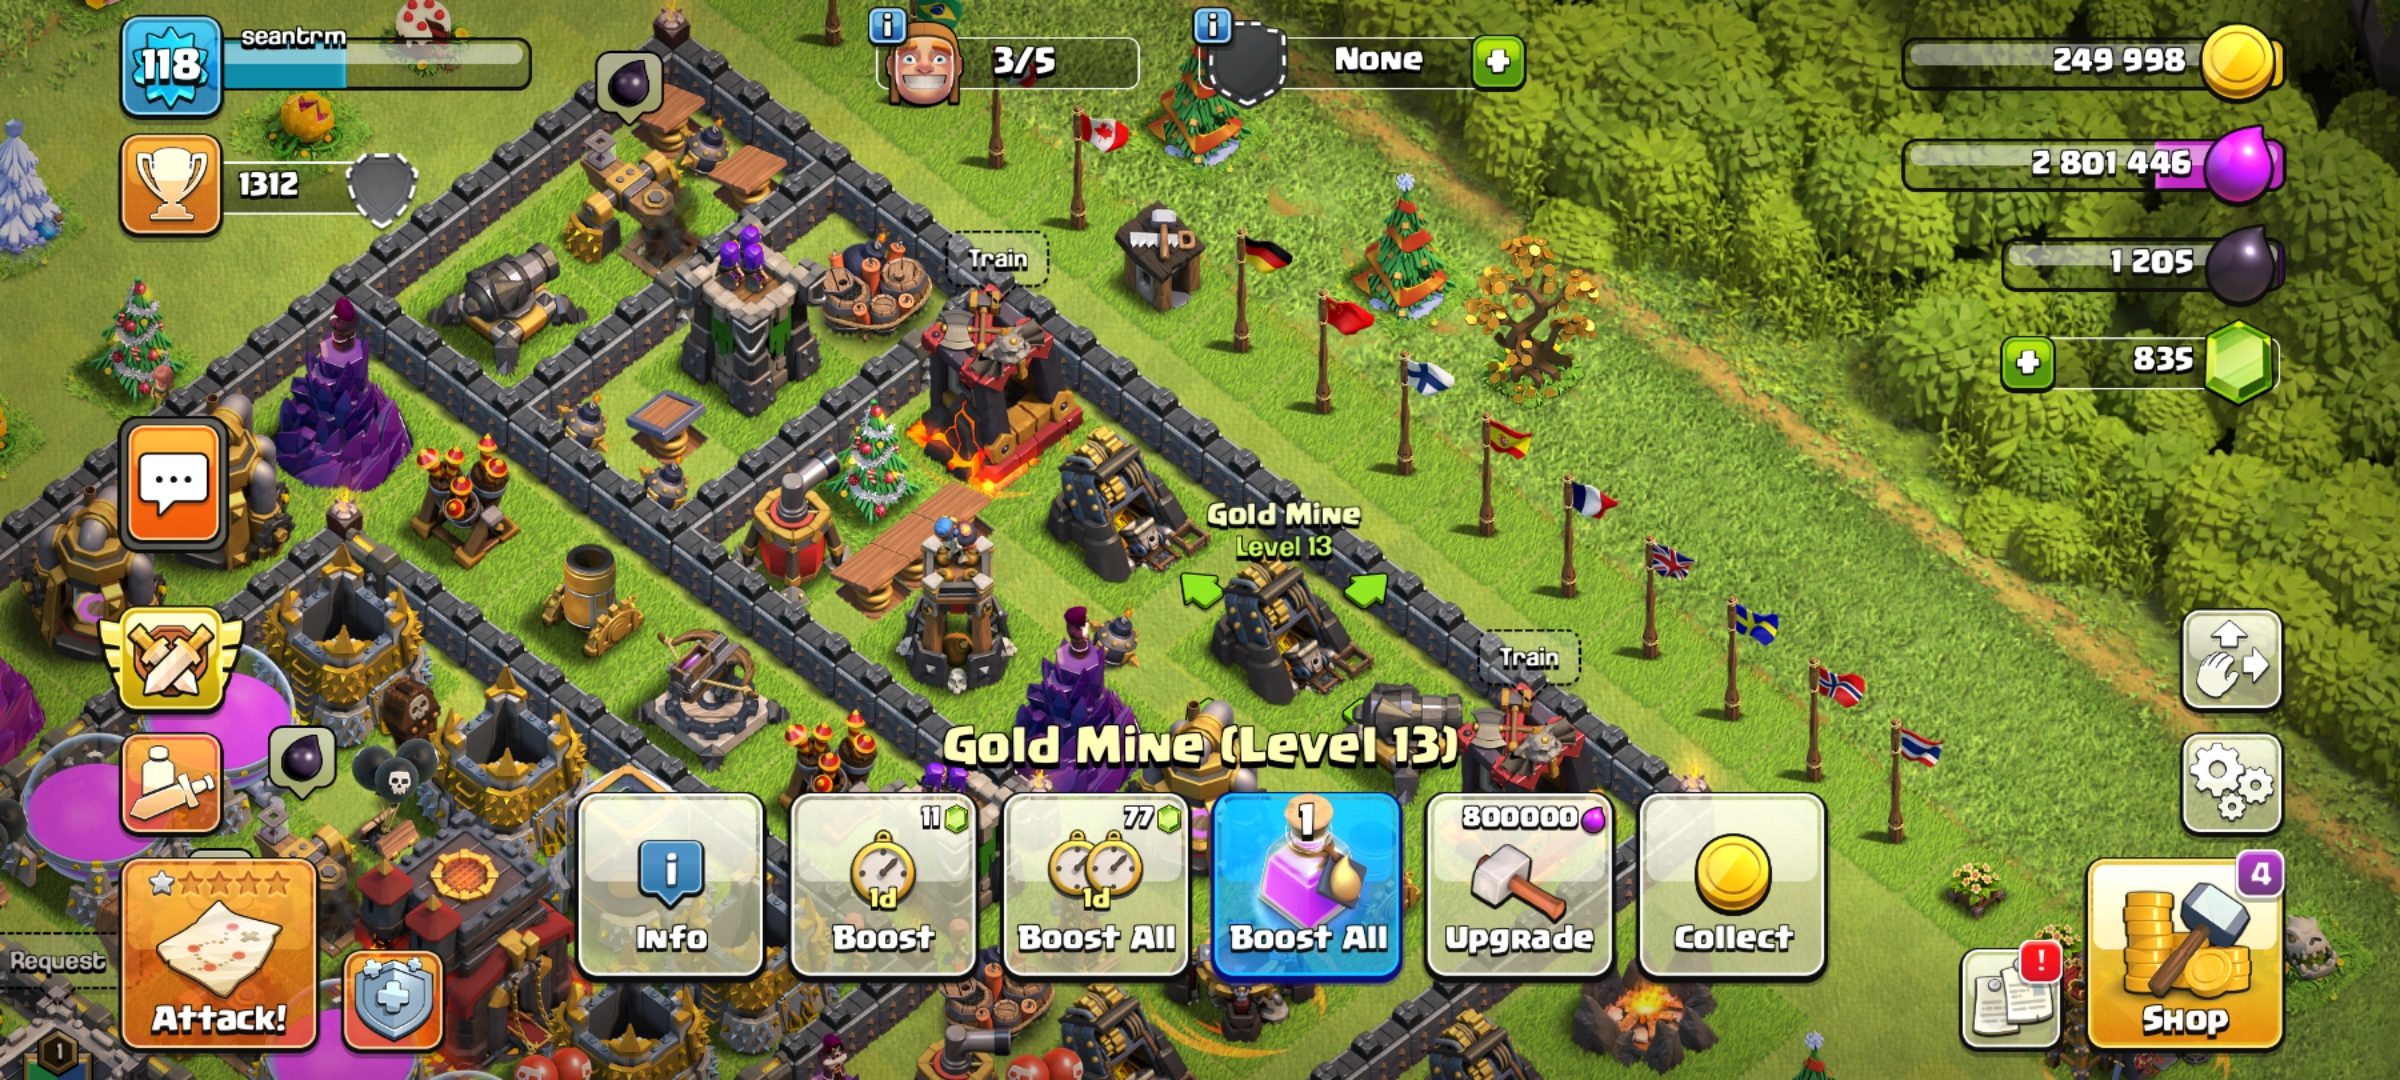 118
seantrm
3/5
None
249 998
1312
2 801 446
1 205
835
Train
Gold Mine
Level 13
Train
Gold Mine (Level 13)
Info
11
1d
Boost
77
1d
Boost All
1
Boost All
800000
Upgrade
Collect
Request
Attack!
1
4
!
Shop